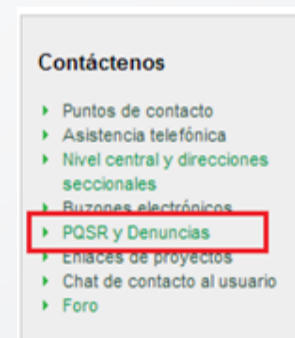 Contáctenos
Puntos de contacto
Asistencia telefónica
Nivel central y direcciones
seccionales
Buzones electrónicos
PQSR y Denuncias
Enlaces de proyectos
Chat de contacto al usuario
Foro